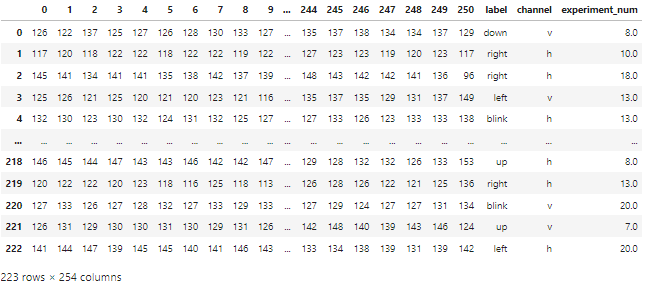 0 1 2 3 4 5 6 7 8 9 ... 244 245 246 247 248 249 250 label channel experiment_num
0 126 122 137 125 127 126 128 130 133 127 ... 135 137 138 134 134 137 129 down v 8.0
1 117 120 118 122 122 118 122 122 119 122 ... 127 123 123 119 120 123 117 right h 10.0
2 145 141 134 141 141 135 138 142 137 139 ... 148 143 142 142 141 136 96 right h 18.0
3 125 126 121 125 120 121 120 123 121 116 ... 135 137 135 129 131 137 149 left v 13.0
4 132 130 123 130 132 124 131 132 125 127 ... 127 133 126 123 133 133 138 blink h 13.0
... ... ... ... ... ... ... ... ... ... ... ... ... ... ... ... ... ... ... ... ... ...
218 146 145 144 147 143 143 146 142 142 147 ... 129 128 132 132 126 133 153 up h 8.0
219 120 122 122 120 123 118 116 125 118 113 ... 126 128 126 122 121 125 136 right h 13.0
220 127 133 126 127 128 132 127 133 129 133 ... 127 129 124 127 127 131 134 blink v 20.0
221 126 131 129 130 130 131 130 129 131 126 ... 142 148 140 139 143 146 124 up v 7.0
222 141 144 147 139 145 145 140 141 146 143 ... 133 134 138 139 131 139 142 left h 20.0
223 rows × 254 columns